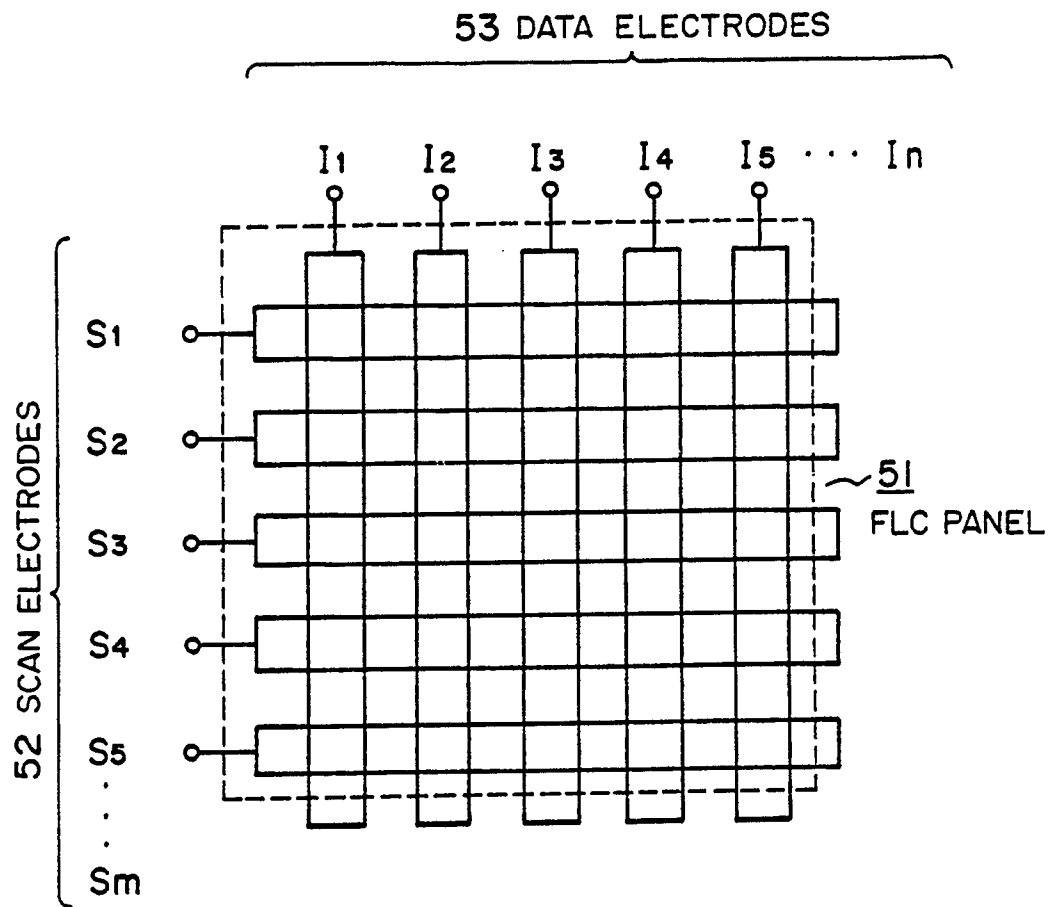 53 DATA ELECTRODES
I1 I2 I3 I4 I5 ··· In
52 SCAN ELECTRODES
S1
S2
S3
S4
S5
·
·
·
Sm
51
FLC PANEL